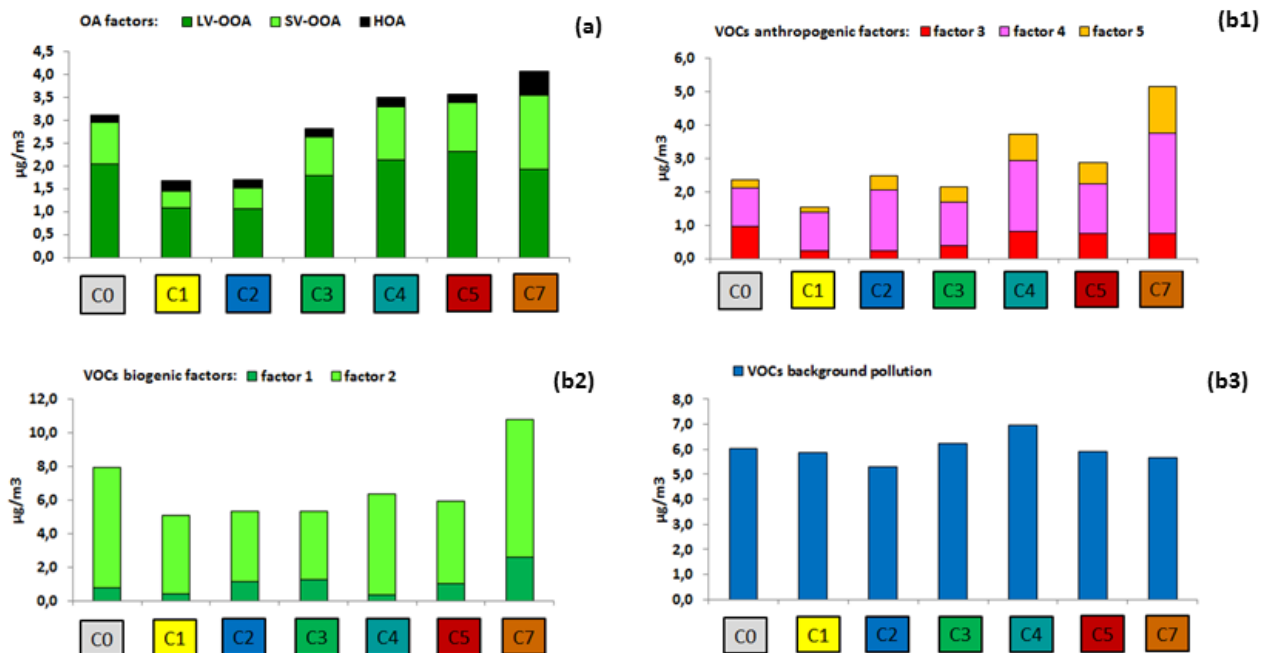 OA factors: LV-OOA SV-OOA HOA
(a)
µg/m3
4,5
4,0
3,5
3,0
2,5
2,0
1,5
1,0
0,5
0,0
C0 C1 C2 C3 C4 C5 C7
(b1)
VOCs anthropogenic factors: factor 3 factor 4 factor 5
µg/m3
6,0
5,0
4,0
3,0
2,0
1,0
0,0
C0 C1 C2 C3 C4 C5 C7
VOCs biogenic factors: factor 1 factor 2
(b2)
µg/m3
12,0
10,0
8,0
6,0
4,0
2,0
0,0
C0 C1 C2 C3 C4 C5 C7
VOCs background pollution
(b3)
µg/m3
8,0
7,0
6,0
5,0
4,0
3,0
2,0
1,0
0,0
C0 C1 C2 C3 C4 C5 C7